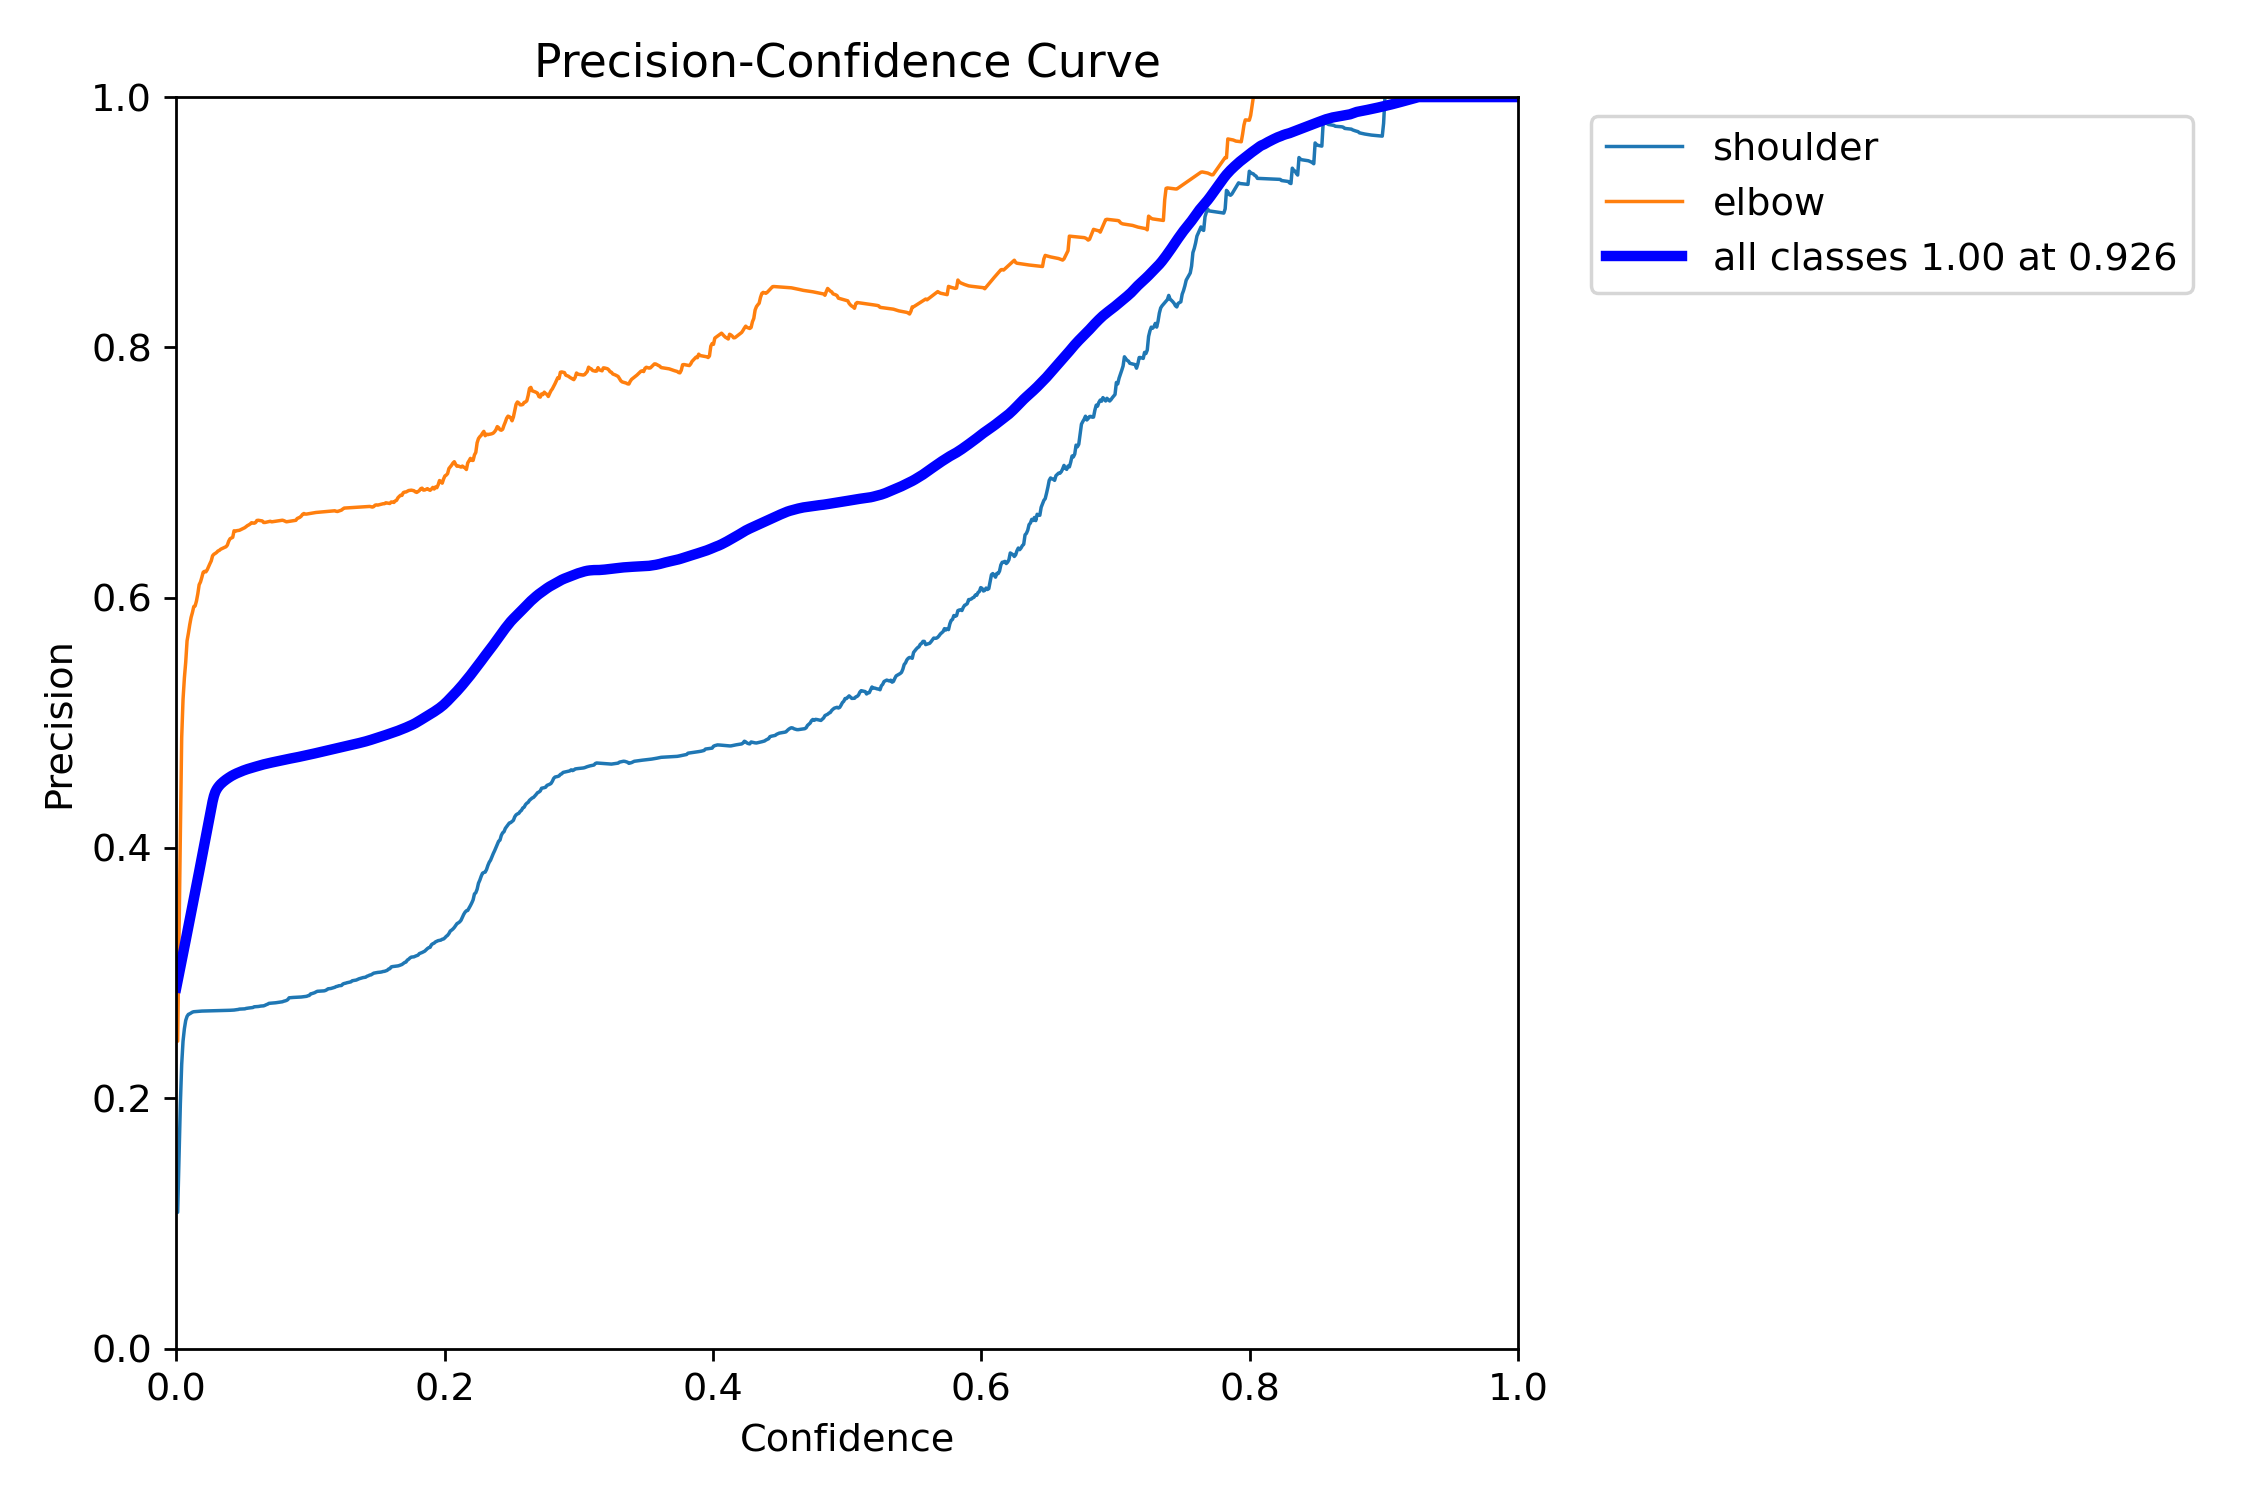 Precision-Confidence Curve
1.0
0.8
0.6
0.4
0.2
0.0
Precision
0.0 0.2 0.4 0.6 0.8 1.0
Confidence
shoulder
elbow
all classes 1.00 at 0.926